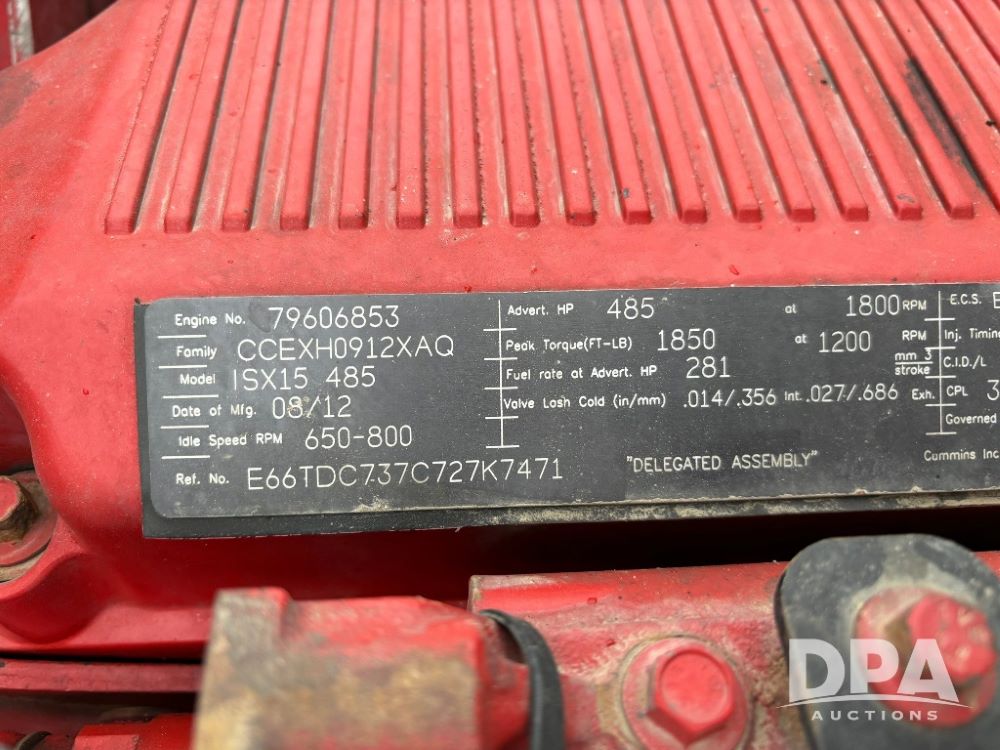 Engine No. 79606853
Family CCEXH0912XAQ
Model ISX15 485
Date of Mfg. 08/12
Idle Speed RPM 650-800
Ref. No. E66TDC737C727K7471
Advert. HP 485 at 1800 RPM
Peak Torque(FT-LB) 1850 at 1200 RPM
Fuel rate at Advert. HP 281 mm 3 stroke
Valve Lash Cold (in/mm) .014/.356 Int. .027/.686 Exh.
"DELEGATED ASSEMBLY"
E.C.S. E
Inj. Timin
C.I.D./L
CPL 3
Governed
Cummins Inc
DPA
AUCTIONS